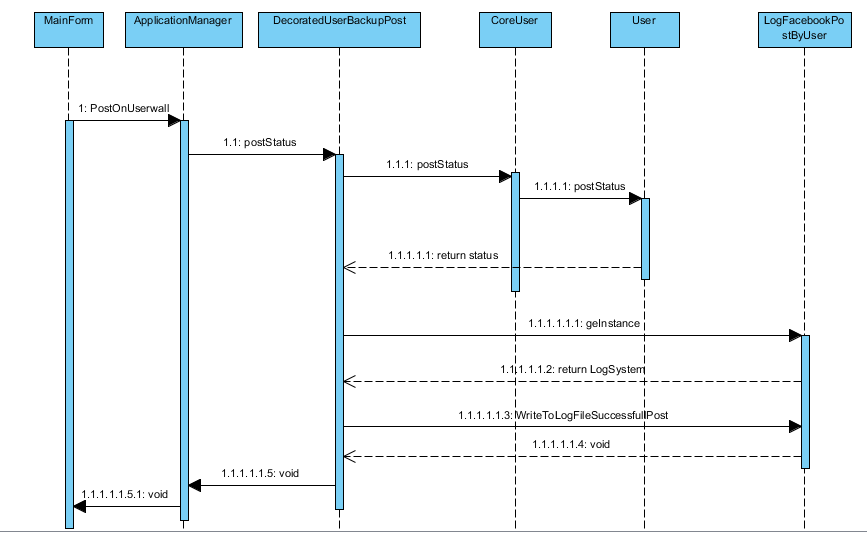 MainForm
ApplicationManager
DecoratedUserBackupPost
CoreUser
User
LogFacebookPo
stByUser
1: PostOnUserwall
1.1: postStatus
1.1.1: postStatus
1.1.1.1: postStatus
1.1.1.1.1: return status
1.1.1.1.1.1: geInstance
1.1.1.1.1.2: return LogSystem
1.1.1.1.1.3: WriteToLogFileSuccessfullPost
1.1.1.1.1.4: void
1.1.1.1.1.5: void
1.1.1.1.1.5.1: void